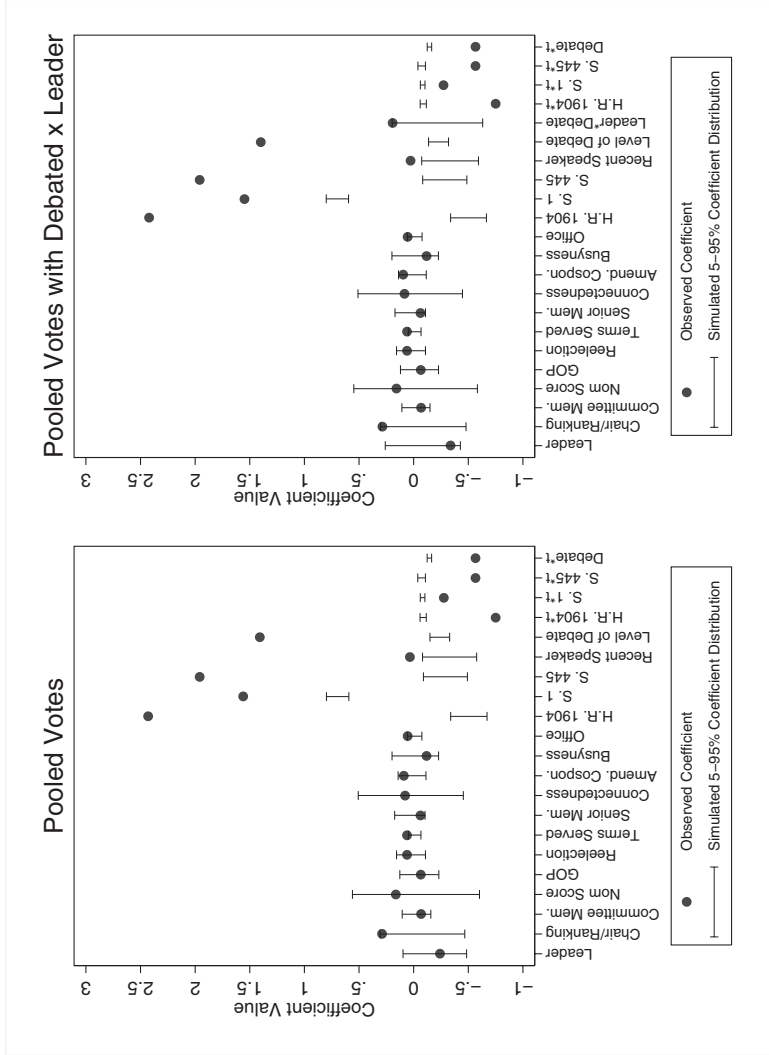 Pooled Votes with Debated x Leader
3
2.5
2
1.5
1
.5
0
-.5
-1
Coefficient Value
Leader
Chair/Ranking
Committee Mem.
Nom Score
GOP
Reelection
Terms Served
Senior Mem.
Connectedness
Amend. Cospon.
Busyness
Office
H.R. 1904
S. 1
S. 445
Recent Speaker
Level of Debate
Leader*Debate
H.R. 1904*t
S. 1*t
S. 445*t
Debate*t
Observed Coefficient
Simulated 5-95% Coefficient Distribution
Pooled Votes
3
2.5
2
1.5
1
.5
0
-.5
-1
Coefficient Value
Leader
Chair/Ranking
Committee Mem.
Nom Score
GOP
Reelection
Terms Served
Senior Mem.
Connectedness
Amend. Cospon.
Busyness
Office
H.R. 1904
S. 1
S. 445
Recent Speaker
Level of Debate
H.R. 1904*t
S. 1*t
S. 445*t
Debate*t
Observed Coefficient
Simulated 5-95% Coefficient Distribution